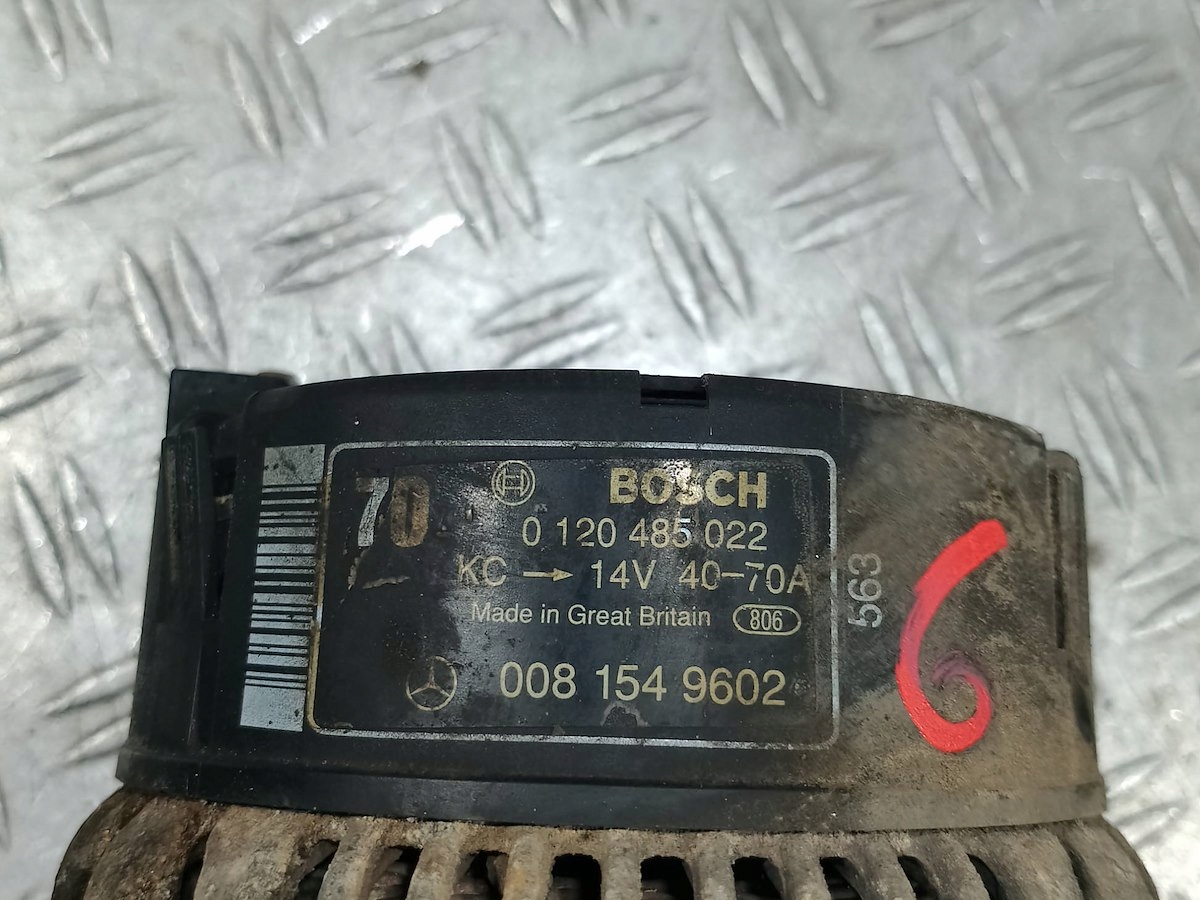 70
BOSCH
0 120 485 022
KC → 14V 40-70A
Made in Great Britain 806
008 154 9602
563
6